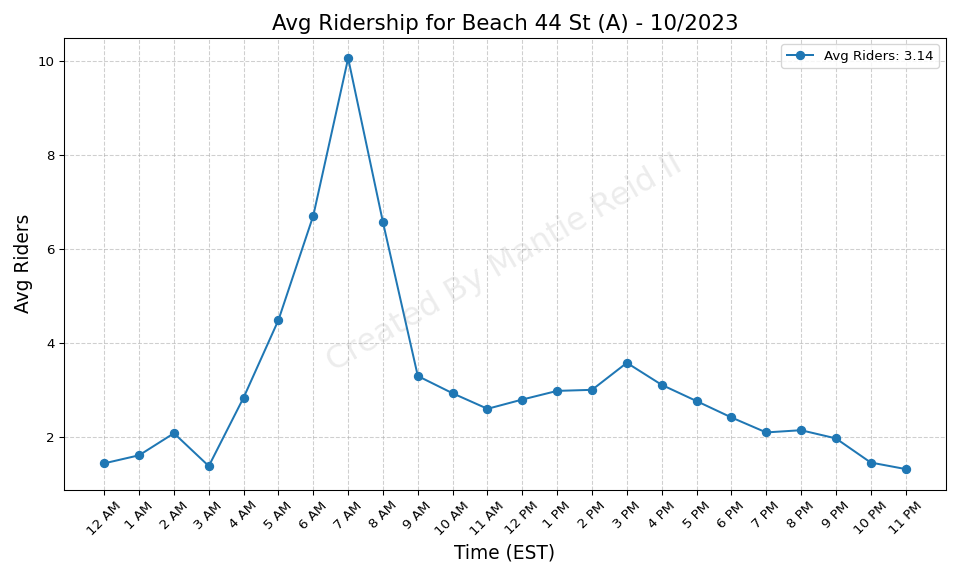 Avg Ridership for Beach 44 St (A) - 10/2023
Avg Riders: 3.14
10
8
6
4
2
Avg Riders
Created By Mantie Reid II
12 AM
1 AM
2 AM
3 AM
4 AM
5 AM
6 AM
7 AM
8 AM
9 AM
10 AM
11 AM
12 PM
1 PM
2 PM
3 PM
4 PM
5 PM
6 PM
7 PM
8 PM
9 PM
10 PM
11 PM
Time (EST)